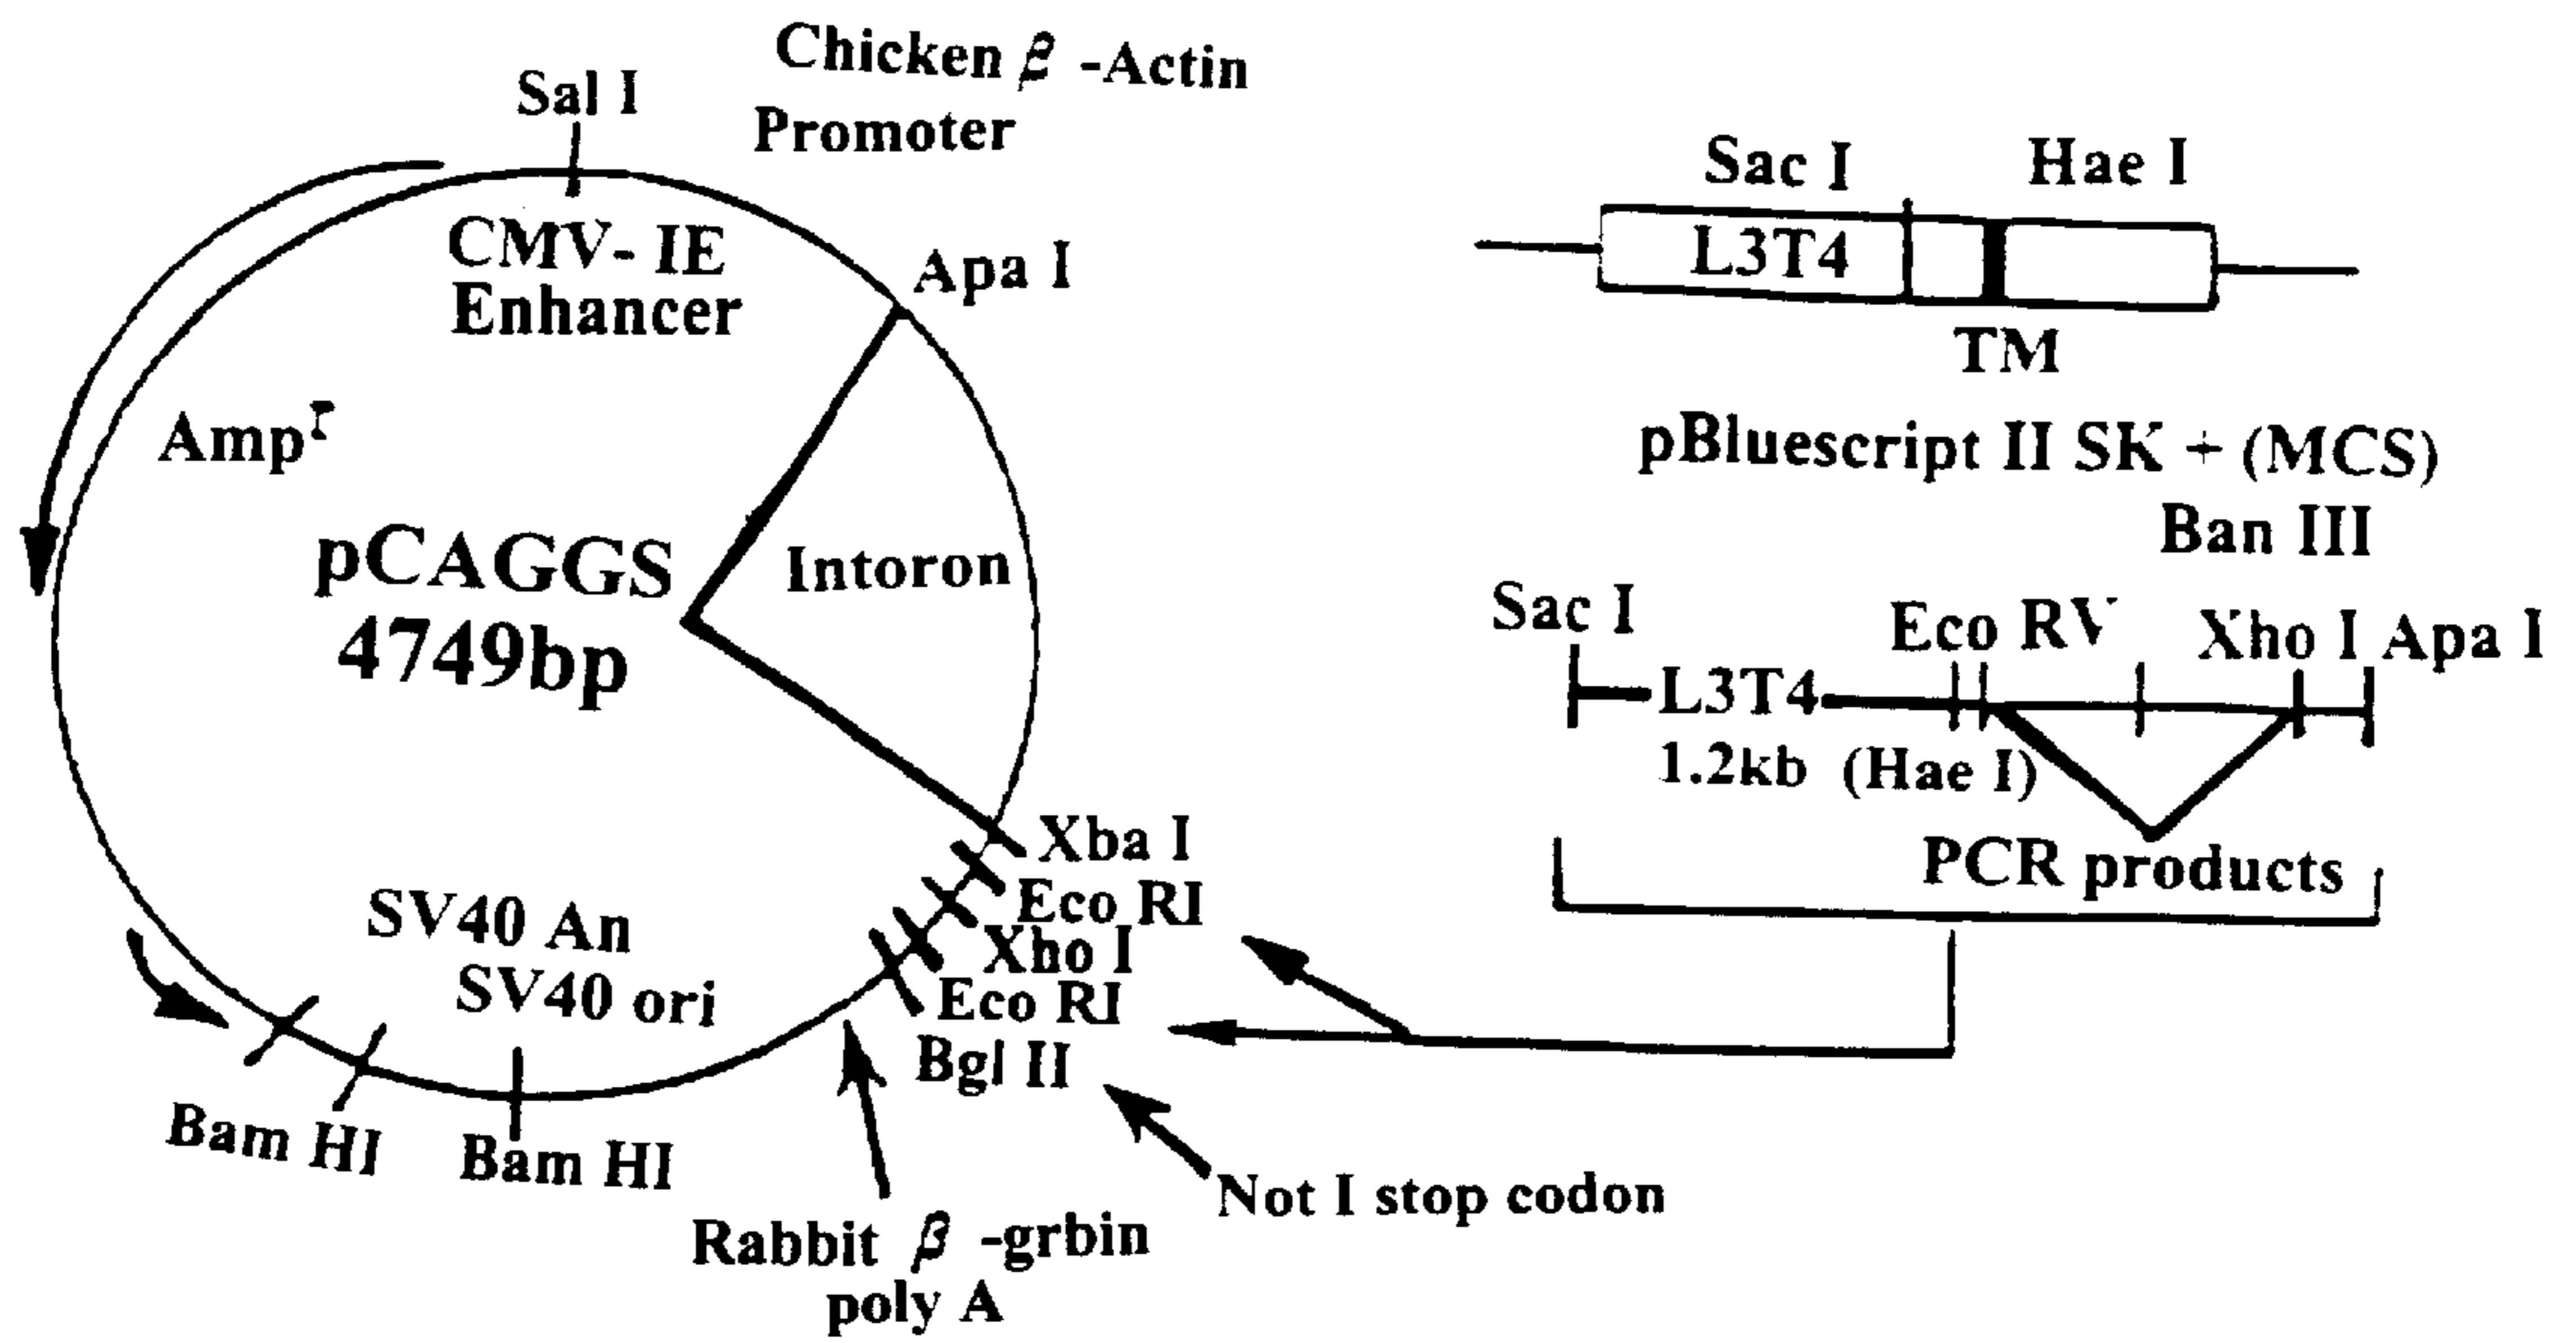 Chicken β -Actin
Promoter
Sal I
CMV- IE
Enhancer
Apa I
Amp^r
pCAGGS
4749bp
Intoron
Xba I
Eco RI
Xho I
Eco RI
Bgl II
SV40 An
SV40 ori
Bam HI
Bam HI
Rabbit β -grbin
poly A
Not I stop codon
Sac I
Hae I
L3T4
TM
pBluescript II SK + (MCS)
Ban III
Sac I
Eco RV
Xho I
Apa I
L3T4
1.2kb
(Hae I)
PCR products